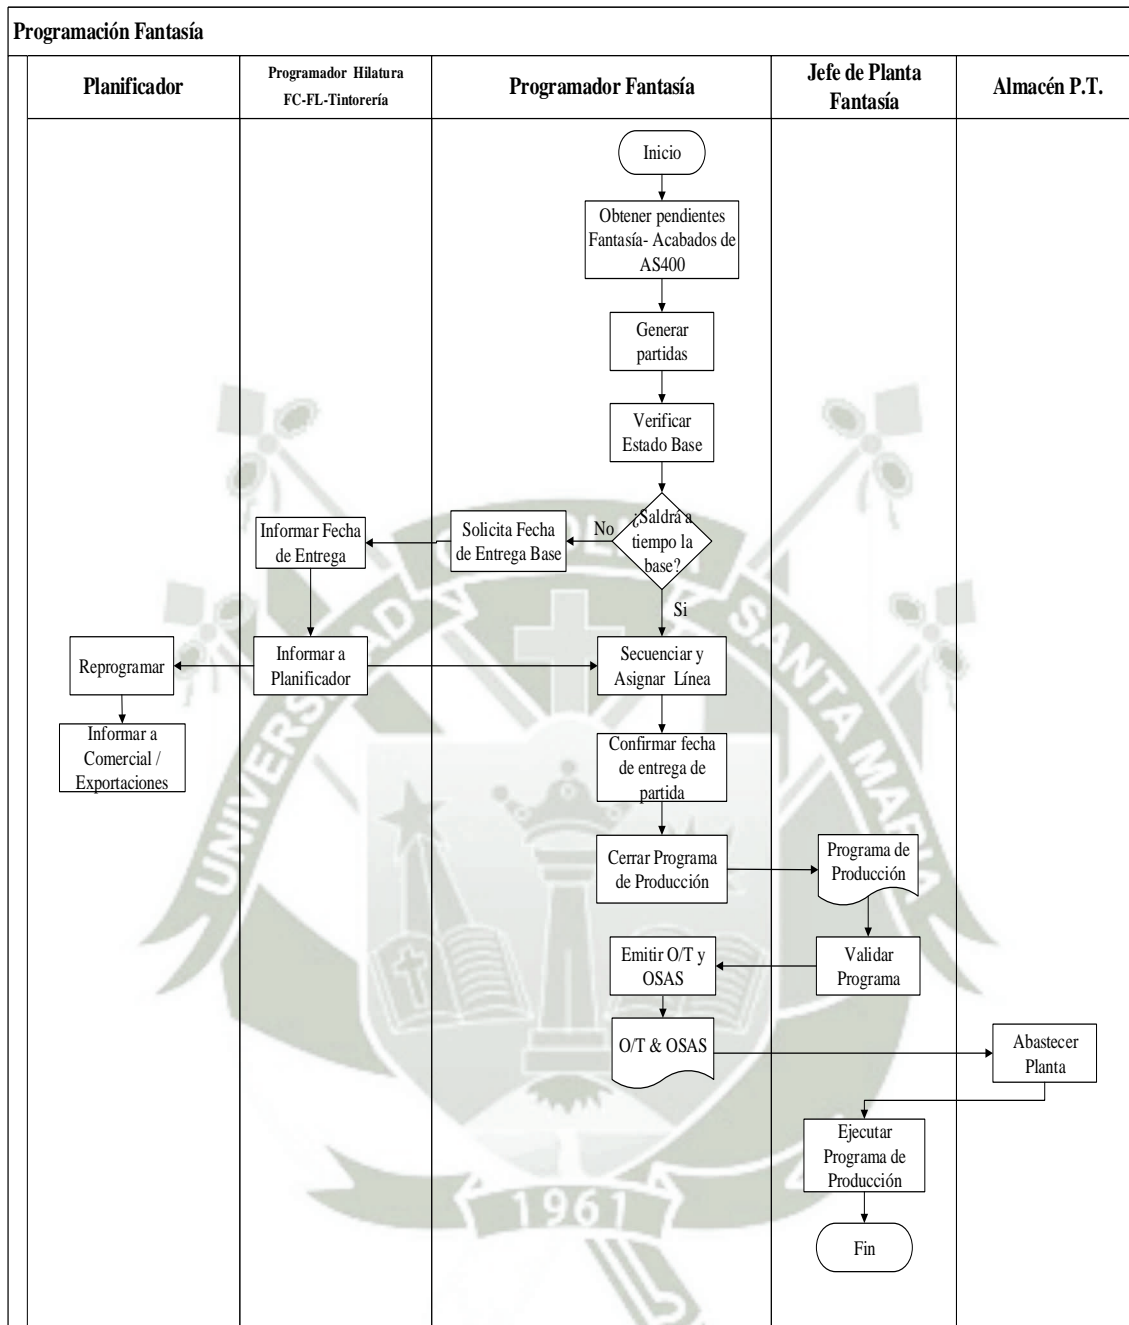 Programación Fantasía
Planificador
Programador Hilatura
FC-FL-Tintorería
Programador Fantasía
Jefe de Planta
Fantasía
Almacén P.T.
Inicio
Obtener pendientes
Fantasía- Acabados de
AS400
Generar
partidas
Verificar
Estado Base
¿Saldrá a
tiempo la
base?
No
Solicita Fecha
de Entrega Base
Informar Fecha
de Entrega
Si
Reprogramar
Informar a
Planificador
Secuenciar y
Asignar Línea
Informar a
Comercial /
Exportaciones
Confirmar fecha
de entrega de
partida
Cerrar Programa
de Producción
Programa de
Producción
Emitir O/T y
OSAS
Validar
Programa
O/T & OSAS
Abastecer
Planta
Ejecutar
Programa de
Producción
Fin
UNIVERSIDAD
SANTA MARIA
1961